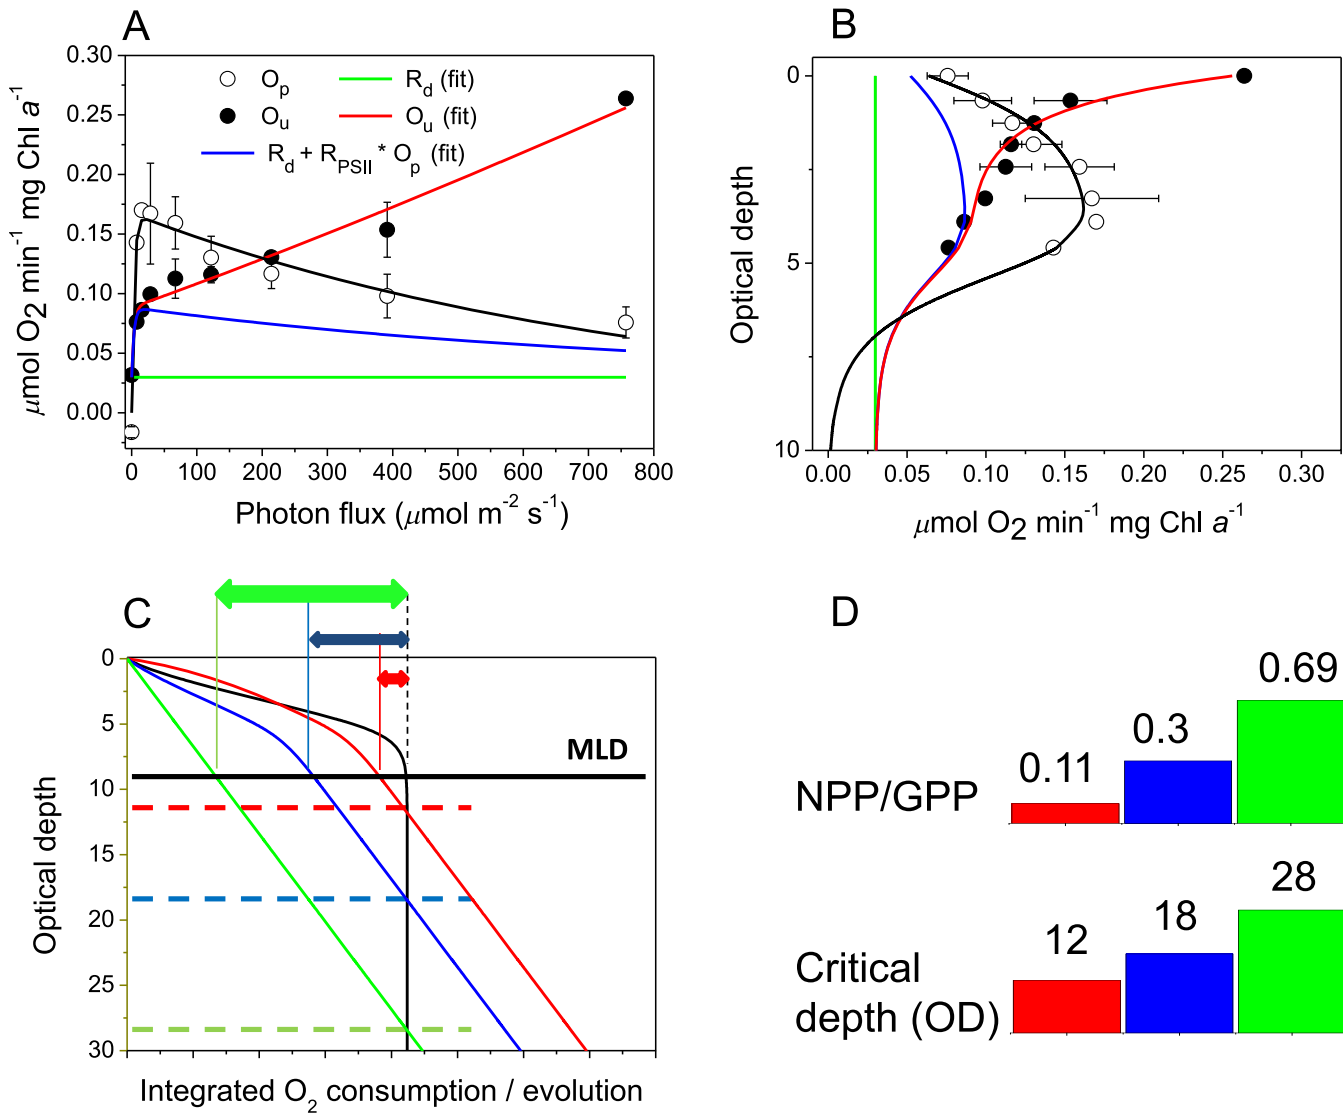 A
0.30
0.25
0.20
0.15
0.10
0.05
0.00
μmol O2 min-1 mg Chl a-1
Op
Rd (fit)
Ou
Ou (fit)
Rd + RPSII * Op (fit)
0 100 200 300 400 500 600 700 800
Photon flux (μmol m-2 s-1)
B
0
5
10
Optical depth
0.00 0.05 0.10 0.15 0.20 0.25 0.30
μmol O2 min-1 mg Chl a-1
C
0
5
10
15
20
25
30
Optical depth
MLD
Integrated O2 consumption / evolution
D
0.69
0.3
0.11
NPP/GPP
28
18
12
Critical
depth (OD)